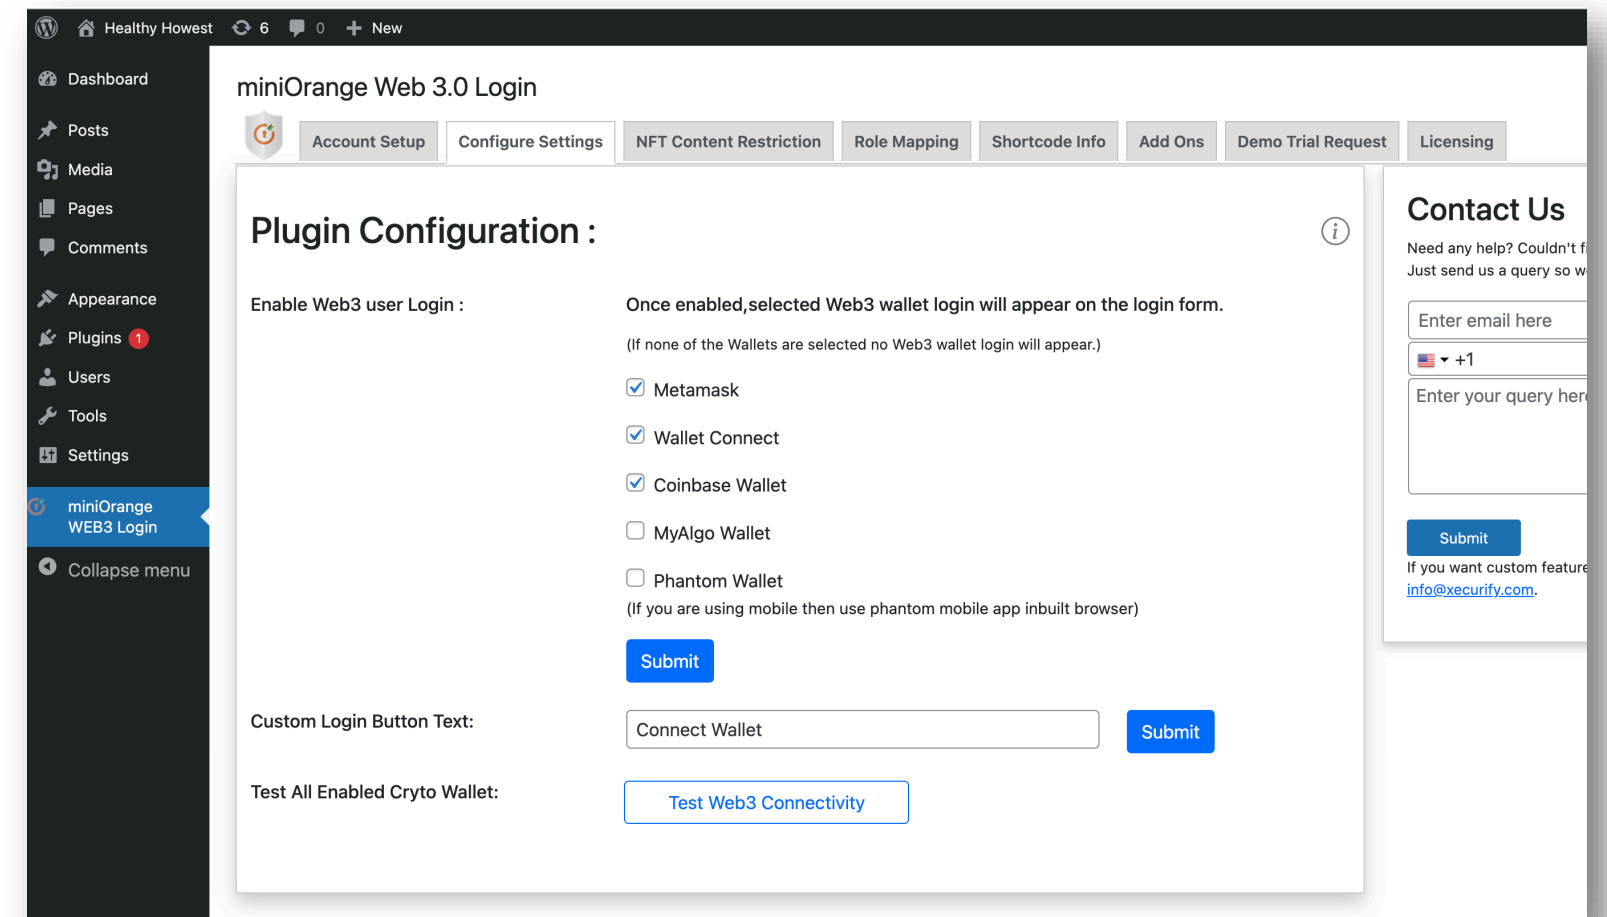 Healthy Howest 6 0 New
Dashboard
Posts
Media
Pages
Comments
Appearance
Plugins 1
Users
Tools
Settings
miniOrange
WEB3 Login
Collapse menu
miniOrange Web 3.0 Login
Account Setup Configure Settings NFT Content Restriction Role Mapping Shortcode Info Add Ons Demo Trial Request Licensing
Plugin Configuration :
Enable Web3 user Login :
Once enabled,selected Web3 wallet login will appear on the login form.
(If none of the Wallets are selected no Web3 wallet login will appear.)
Metamask
Wallet Connect
Coinbase Wallet
MyAlgo Wallet
Phantom Wallet
(If you are using mobile then use phantom mobile app inbuilt browser)
Submit
Custom Login Button Text:
Connect Wallet
Submit
Test All Enabled Cryto Wallet:
Test Web3 Connectivity
Contact Us
Need any help? Couldn't
Just send us a query so
Enter email here
+1
Enter your query
Submit
If you want custom
info@xecurify.com.